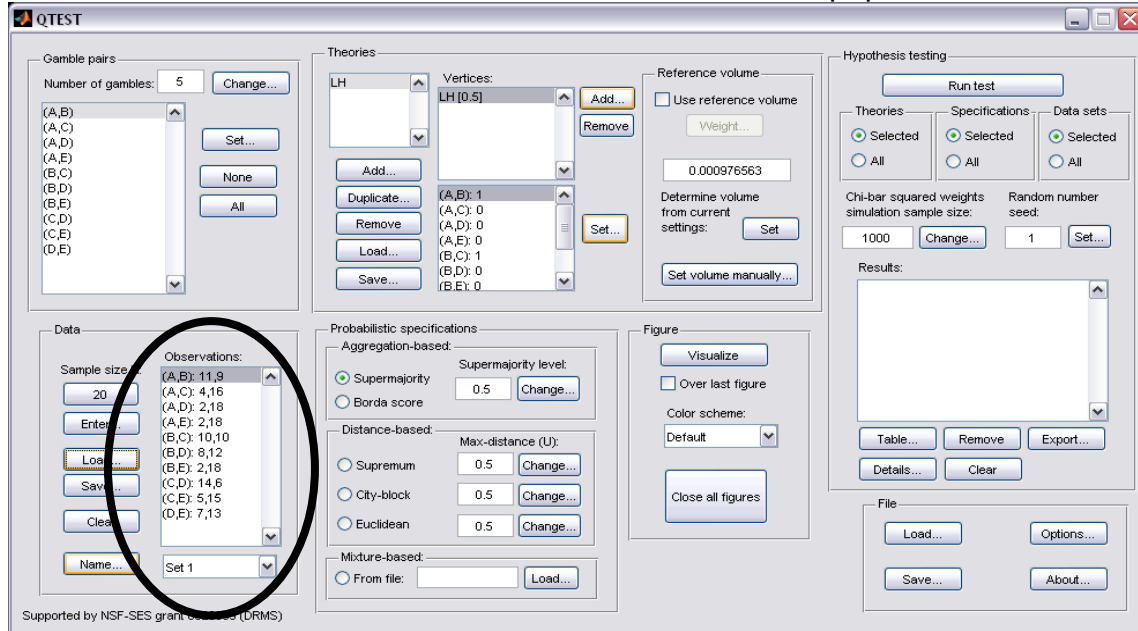 QTEST
Gamble pairs
Number of gambles: 5 Change...
(A,B)
(A,C)
(A,D)
(A,E)
(B,C)
(B,D)
(B,E)
(C,D)
(C,E)
(D,E)
Set...
None
All
Theories
LH
Add...
Duplicate...
Remove
Load...
Save...
Vertices:
LH [0.5]
Add...
Remove
(A,B): 1
(A,C): 0
(A,D): 0
(A,E): 0
(B,C): 1
(B,D): 0
(B,E): 0
Set...
Reference volume
Use reference volume
Weight...
0.000976563
Determine volume
from current
settings: Set
Set volume manually...
Hypothesis testing
Run test
Theories
Selected
All
Specifications
Selected
All
Data sets
Selected
All
Chi-bar squared weights
simulation sample size:
1000 Change...
Random number
seed:
1 Set...
Results:
Table... Remove Export...
Details... Clear
Data
Sample size
20
Enter
Load...
Save...
Clear
Name...
Observations:
(A,B): 11,9
(A,C): 4,16
(A,D): 2,18
(A,E): 2,18
(B,C): 10,10
(B,D): 8,12
(B,E): 2,18
(C,D): 14,6
(C,E): 5,15
(D,E): 7,13
Set 1
Probabilistic specifications
Aggregation-based:
Supermajority level:
Supermajority 0.5 Change...
Borda score
Distance-based:
Max-distance (U):
Supremum 0.5 Change...
City-block 0.5 Change...
Euclidean 0.5 Change...
Mixture-based:
From file: Load...
Figure
Visualize
Over last figure
Color scheme:
Default
Close all figures
File
Load... Options...
Save... About...
Supported by NSF-SES grant (DRMS)